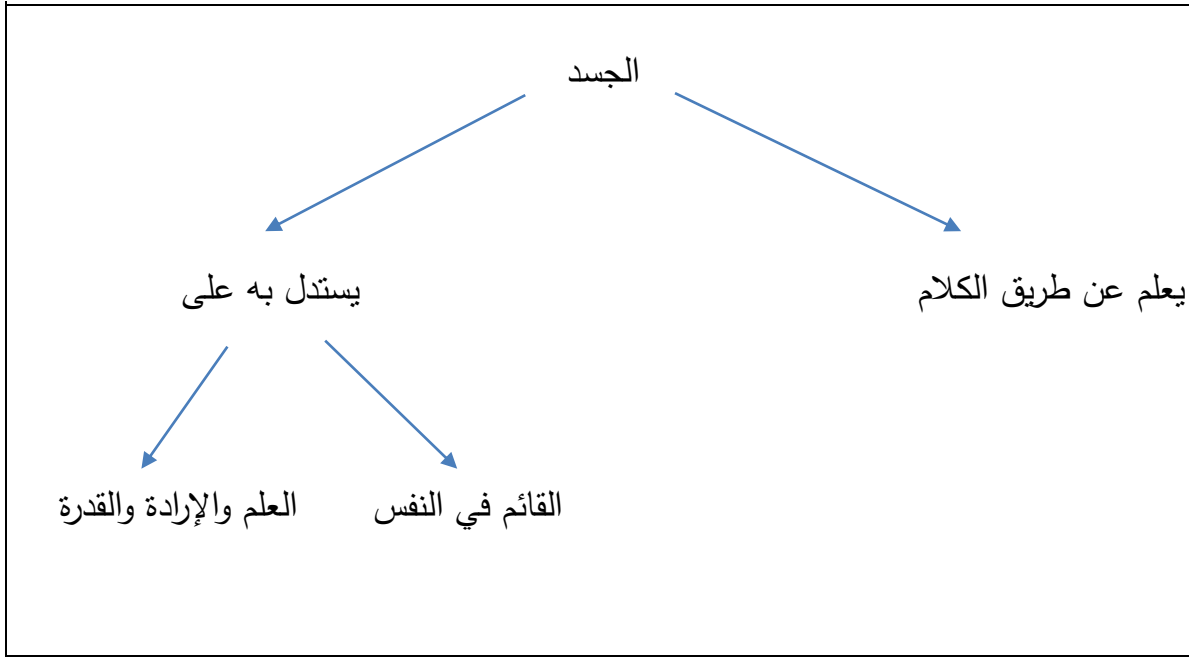 الجسد
يعلم عن طريق الكلام
يستدل به على
القائم في النفس
العلم والإرادة والقدرة